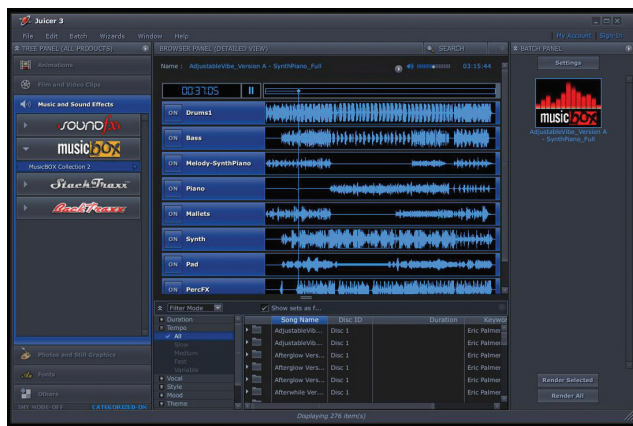 Juicer 3
File Edit Batch Wizards Window Help
My Account Sign-In
TREE PANEL (ALL PRODUCTS)
BROWSER PANEL (DETAILED VIEW)
SEARCH
BATCH PANEL
Animations
Film and Video Clips
Music and Sound Effects
soundfx
musicbox
MusicBOX Collection 2
StackTraxx
BackTraxx
Photos and Still Graphics
Fonts
Others
DRY MODE-OFF CATEGORIZED-ON
Name : AdjustableVibe_Version A - SynthPiano_Full
03:15:44
00:37:05
ON Drums1
ON Bass
ON Melody-SynthPiano
ON Piano
ON Mallets
ON Synth
ON Pad
ON PercFX
Filter Mode
Show sets as f...
Duration
Tempo
All
Slow
Medium
Fast
Variable
Vocal
Style
Mood
Theme
Song Name Disc ID Duration Keywor
AdjustableVib... Disc 1 Eric Palmer
AdjustableVib... Disc 1 Eric Palmer
Afterglow Vers... Disc 1 Eric Palmer
Afterglow Vers... Disc 1 Eric Palmer
Afterwhile Ver... Disc 1 Eric Palmer
Settings
musicbox
AdjustableVibe_Version A
- SynthPiano_Full
Render Selected
Render All
Displaying 276 item(s)